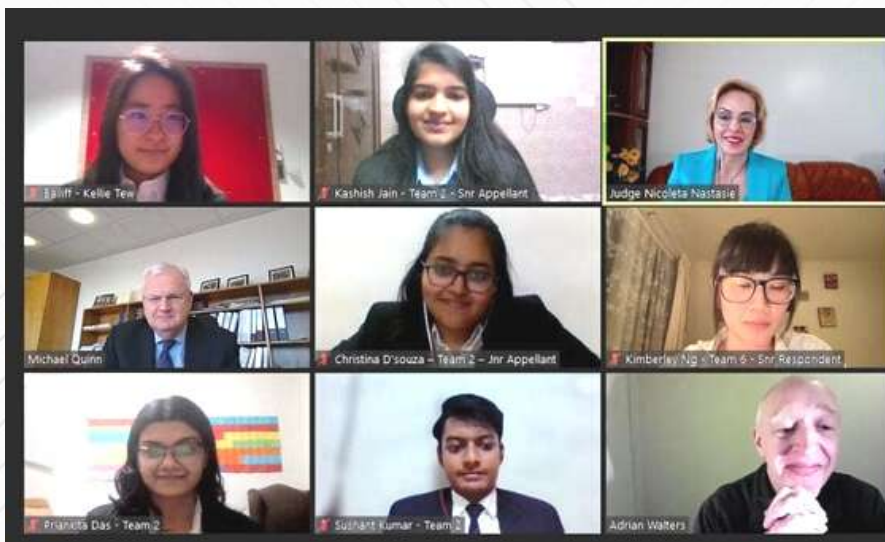 Bailiff - Kellie Tew
Kashish Jain - Team 2 - Snr Appellant
Judge Nicoleta Nastasie
Michael Quinn
Christina D'souza – Team 2 – Jnr Appellant
Kimberley Ng - Team 6 - Snr Respondent
Priankita Das - Team 2
Sushant Kumar - Team 2
Adrian Walters